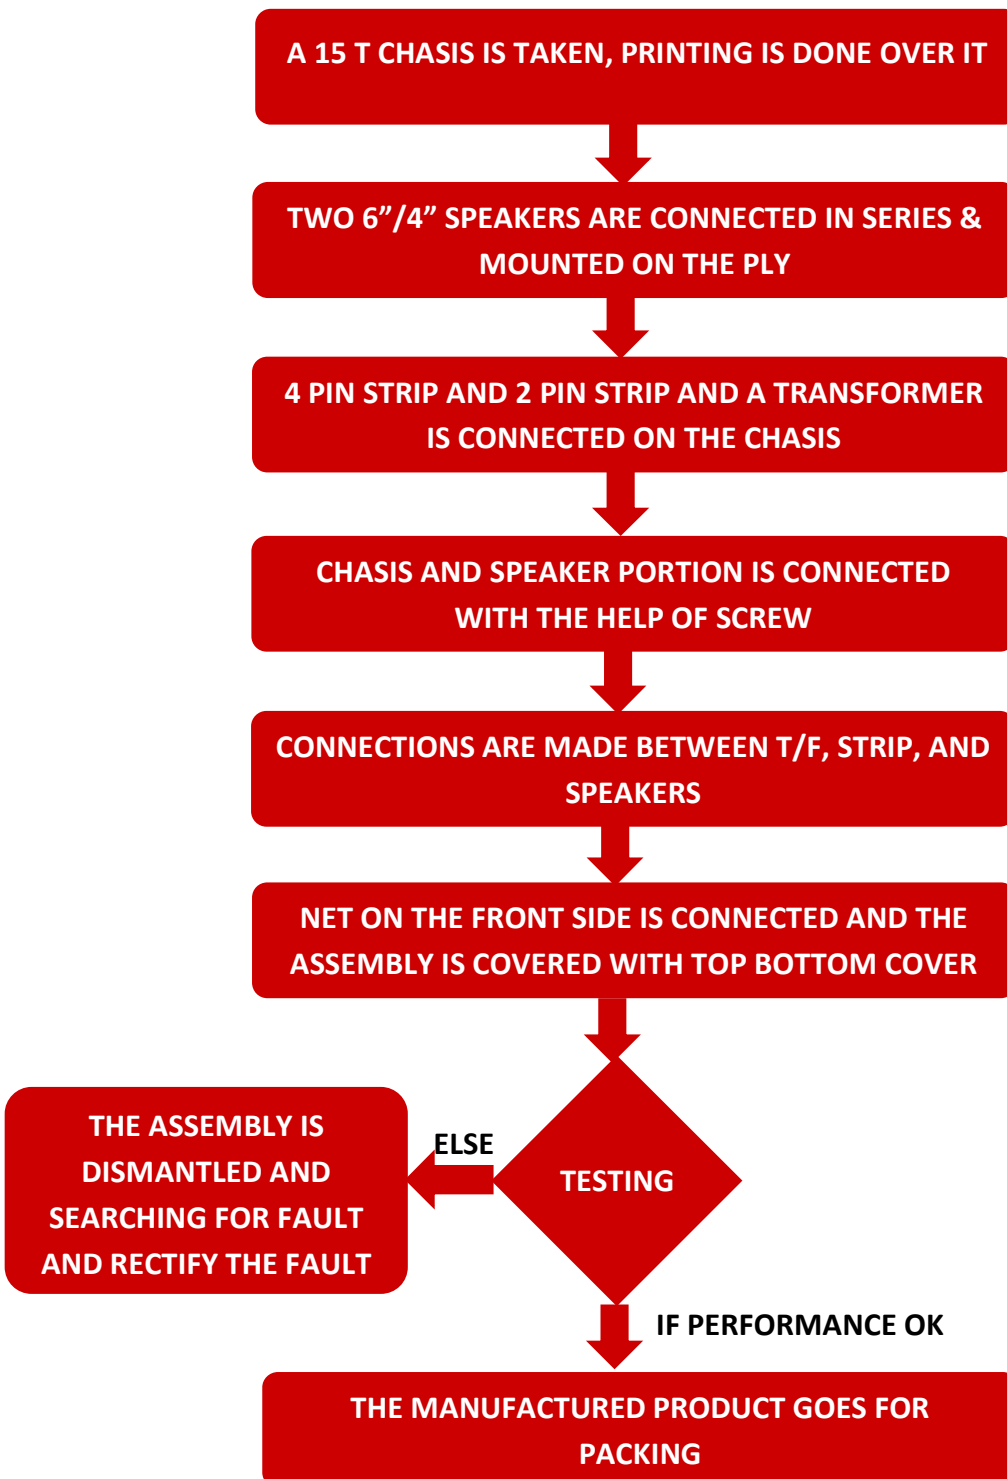 A 15 T CHASIS IS TAKEN, PRINTING IS DONE OVER IT
TWO 6”/4” SPEAKERS ARE CONNECTED IN SERIES &
MOUNTED ON THE PLY
4 PIN STRIP AND 2 PIN STRIP AND A TRANSFORMER
IS CONNECTED ON THE CHASIS
CHASIS AND SPEAKER PORTION IS CONNECTED
WITH THE HELP OF SCREW
CONNECTIONS ARE MADE BETWEEN T/F, STRIP, AND
SPEAKERS
NET ON THE FRONT SIDE IS CONNECTED AND THE
ASSEMBLY IS COVERED WITH TOP BOTTOM COVER
TESTING
ELSE
THE ASSEMBLY IS
DISMANTLED AND
SEARCHING FOR FAULT
AND RECTIFY THE FAULT
IF PERFORMANCE OK
THE MANUFACTURED PRODUCT GOES FOR
PACKING